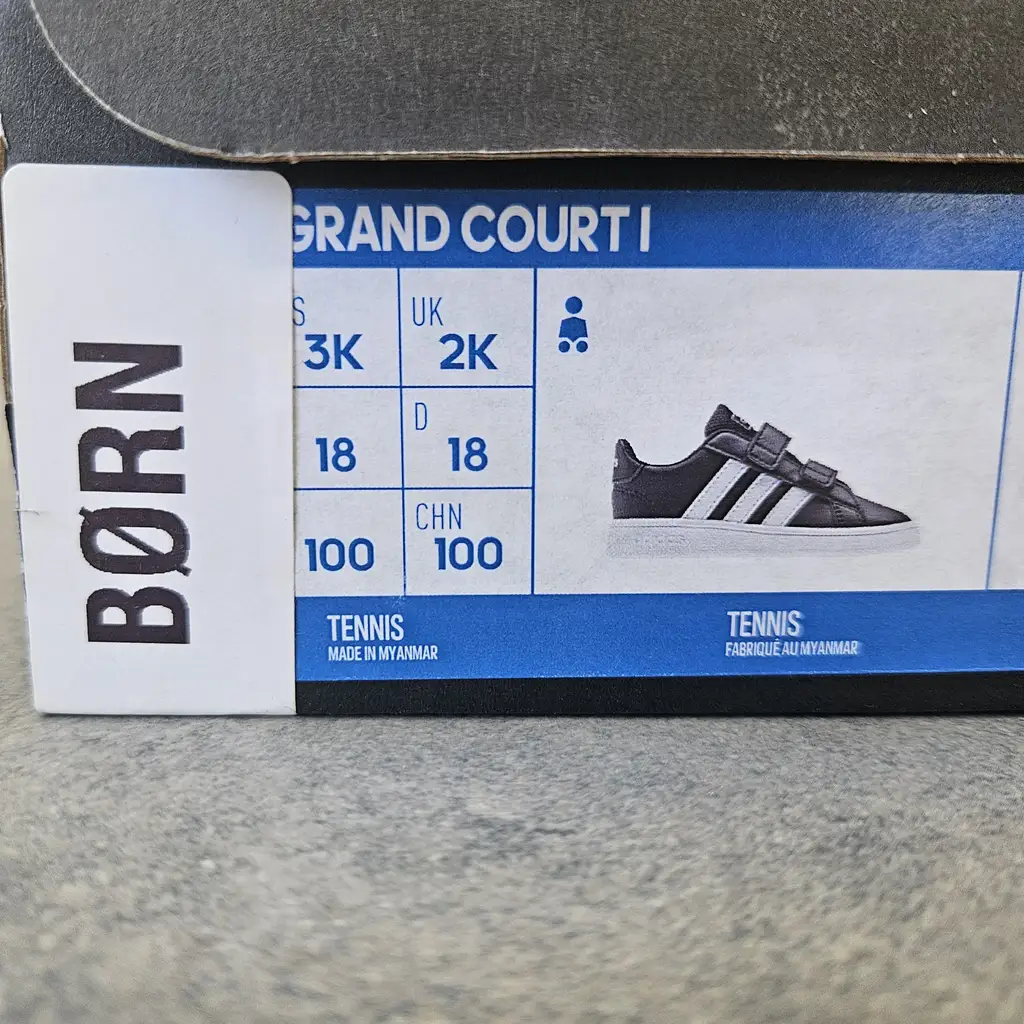 BØRN
GRAND COURT I
S
3K
UK
2K
18
D
18
100
CHN
100
TENNIS
MADE IN MYANMAR
TENNIS
FABRIQUÉ AU MYANMAR